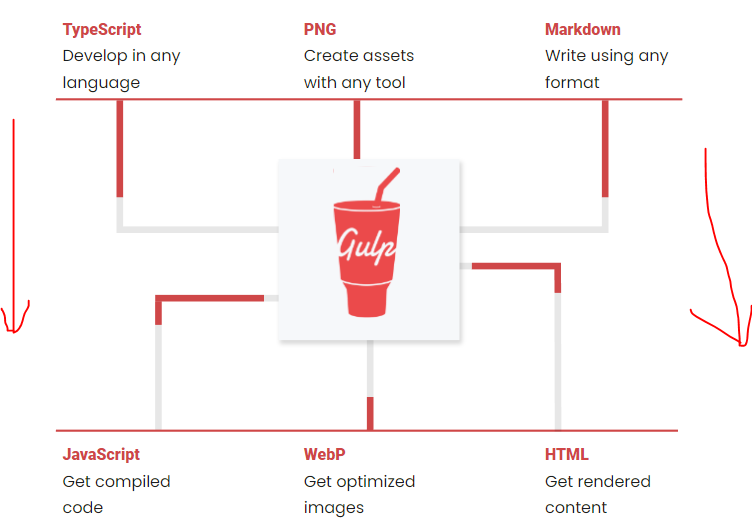 TypeScript
Develop in any
language
PNG
Create assets
with any tool
Markdown
Write using any
format
Gulp
JavaScript
Get compiled
code
WebP
Get optimized
images
HTML
Get rendered
content